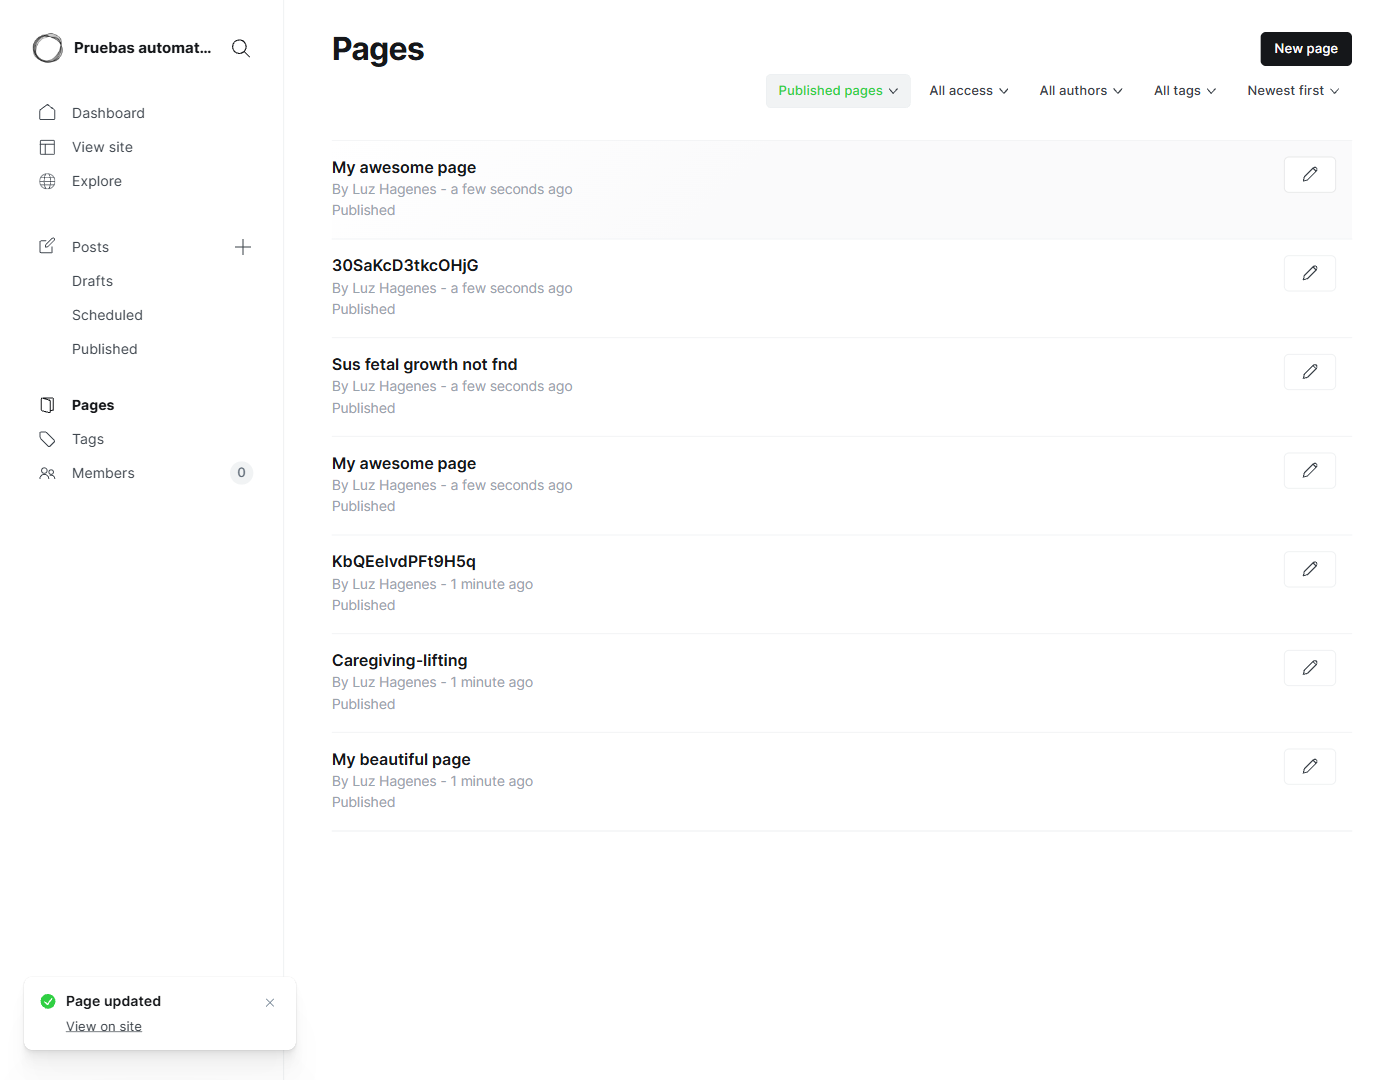 Pruebas automat...
Dashboard
View site
Explore
Posts
Drafts
Scheduled
Published
Pages
Tags
Members
0
Pages
New page
Published pages
All access
All authors
All tags
Newest first
My awesome page
By Luz Hagenes - a few seconds ago
Published
30SaKcD3tkcOHjG
By Luz Hagenes - a few seconds ago
Published
Sus fetal growth not fnd
By Luz Hagenes - a few seconds ago
Published
My awesome page
By Luz Hagenes - a few seconds ago
Published
KbQEelvdPFt9H5q
By Luz Hagenes - 1 minute ago
Published
Caregiving-lifting
By Luz Hagenes - 1 minute ago
Published
My beautiful page
By Luz Hagenes - 1 minute ago
Published
Page updated
View on site